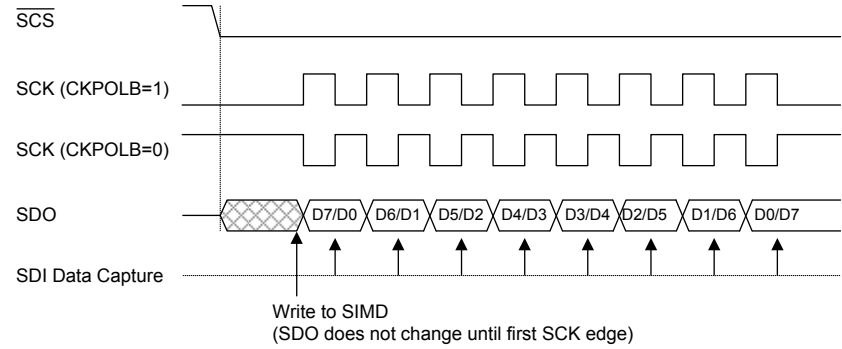 SCS
SCK (CKPOLB=1)
SCK (CKPOLB=0)
SDO
D7/D0 D6/D1 D5/D2 D4/D3 D3/D4 D2/D5 D1/D6 D0/D7
SDI Data Capture
Write to SIMD
(SDO does not change until first SCK edge)